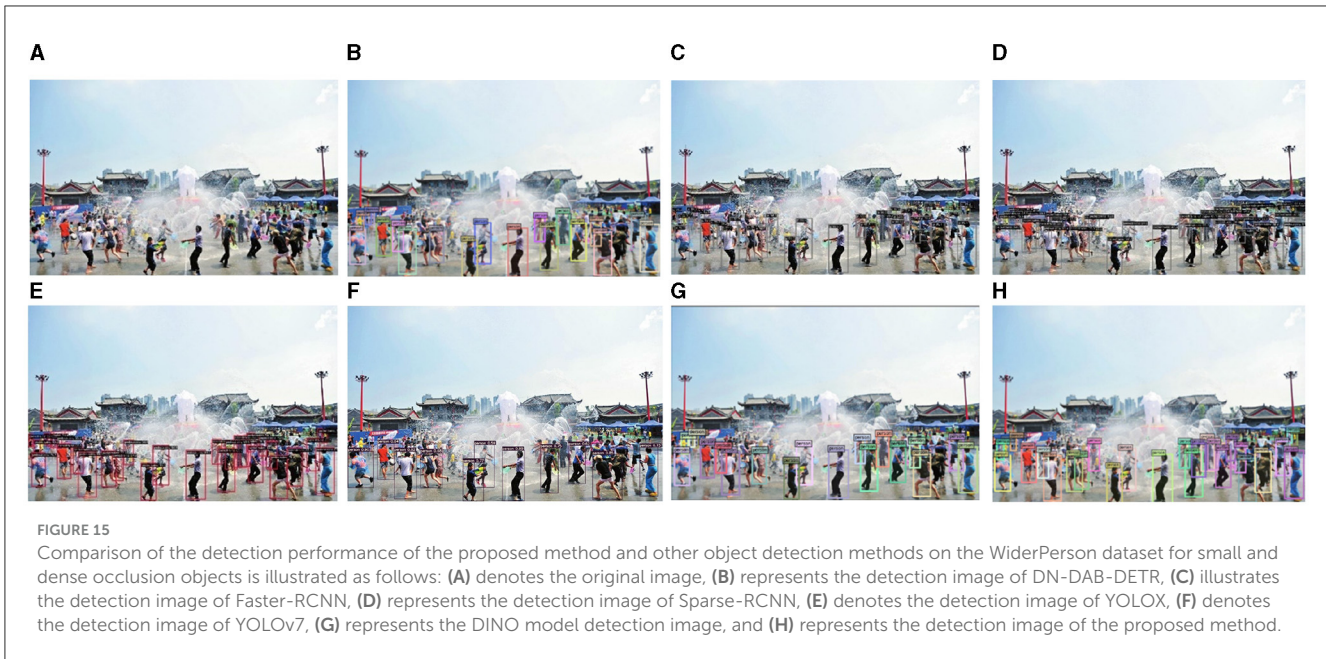 A
B
C
D
E
F
G
H
FIGURE 15
Comparison of the detection performance of the proposed method and other object detection methods on the WiderPerson dataset for small and
dense occlusion objects is illustrated as follows: (A) denotes the original image, (B) represents the detection image of DN-DAB-DETR, (C) illustrates
the detection image of Faster-RCNN, (D) represents the detection image of Sparse-RCNN, (E) denotes the detection image of YOLOX, (F) denotes
the detection image of YOLOv7, (G) represents the DINO model detection image, and (H) represents the detection image of the proposed method.